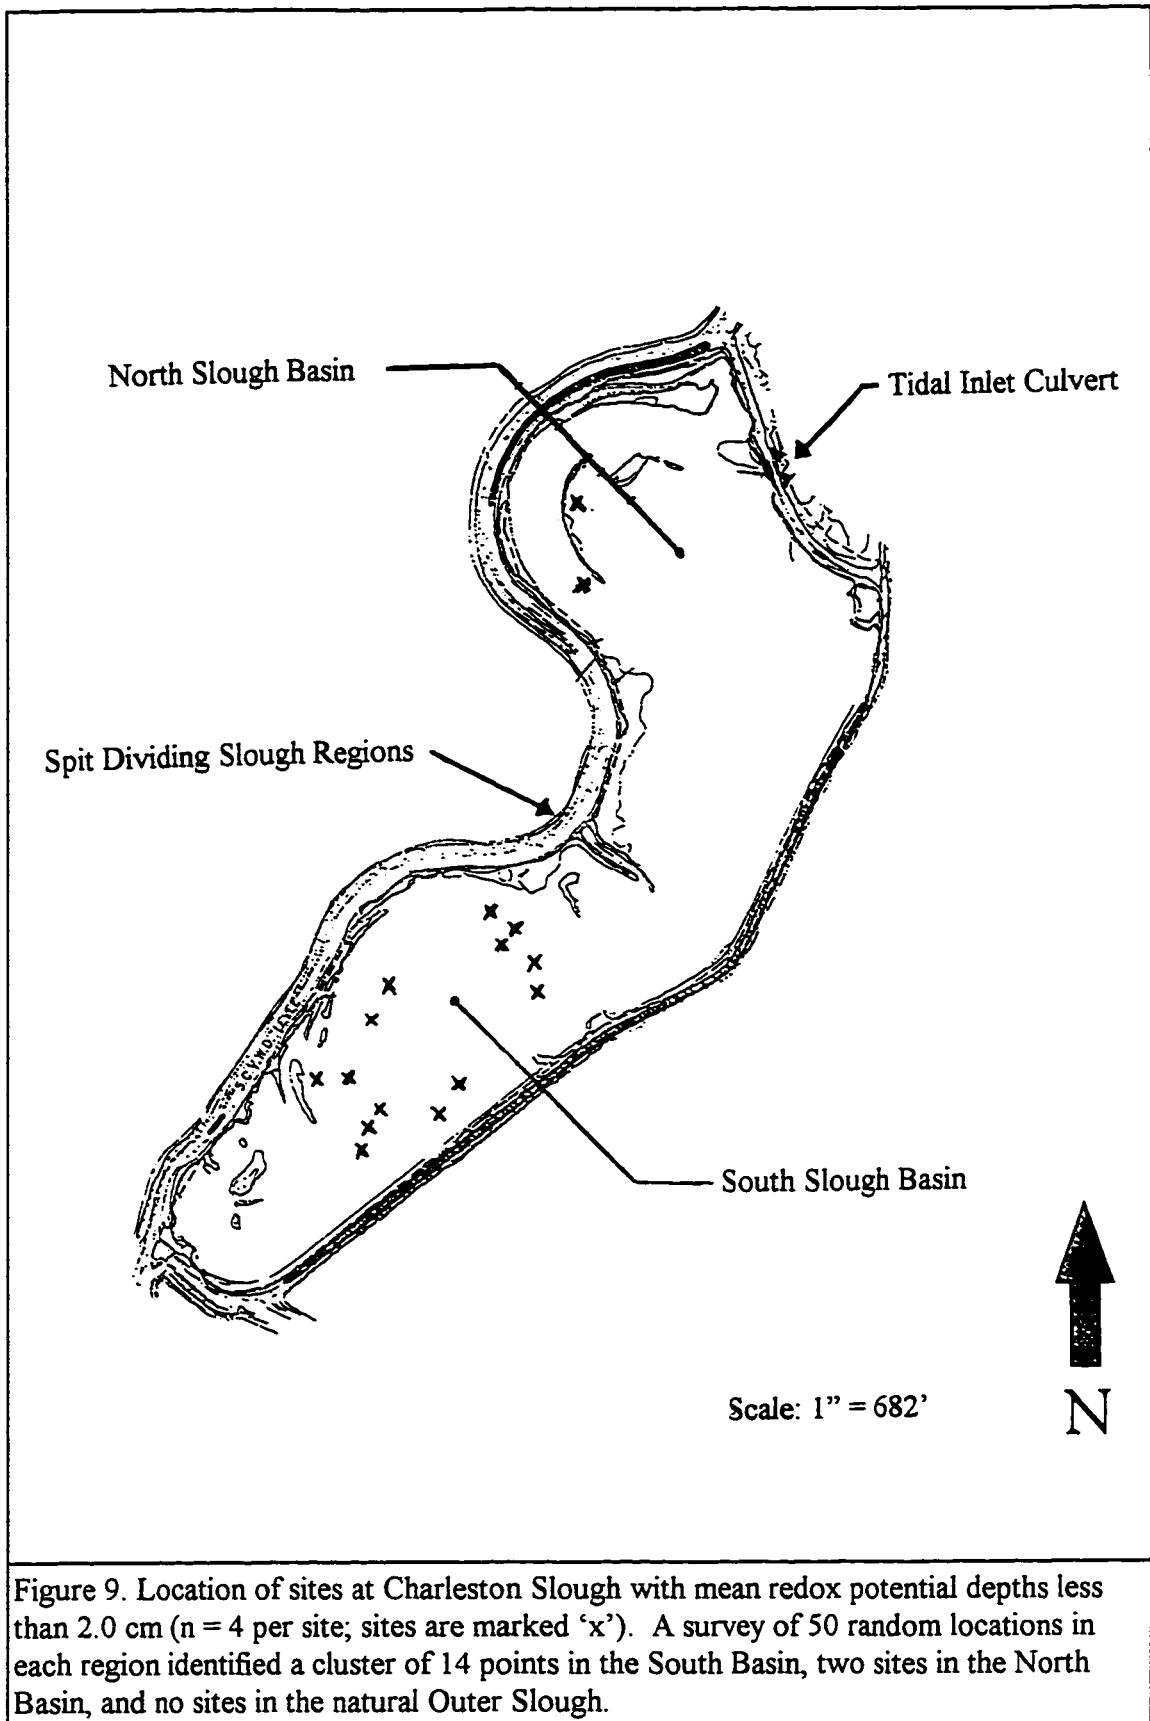 North Slough Basin
Tidal Inlet Culvert
Spit Dividing Slough Regions
South Slough Basin
Scale: 1” = 682’
N
Figure 9. Location of sites at Charleston Slough with mean redox potential depths less
than 2.0 cm (n = 4 per site; sites are marked ‘x’). A survey of 50 random locations in
each region identified a cluster of 14 points in the South Basin, two sites in the North
Basin, and no sites in the natural Outer Slough.